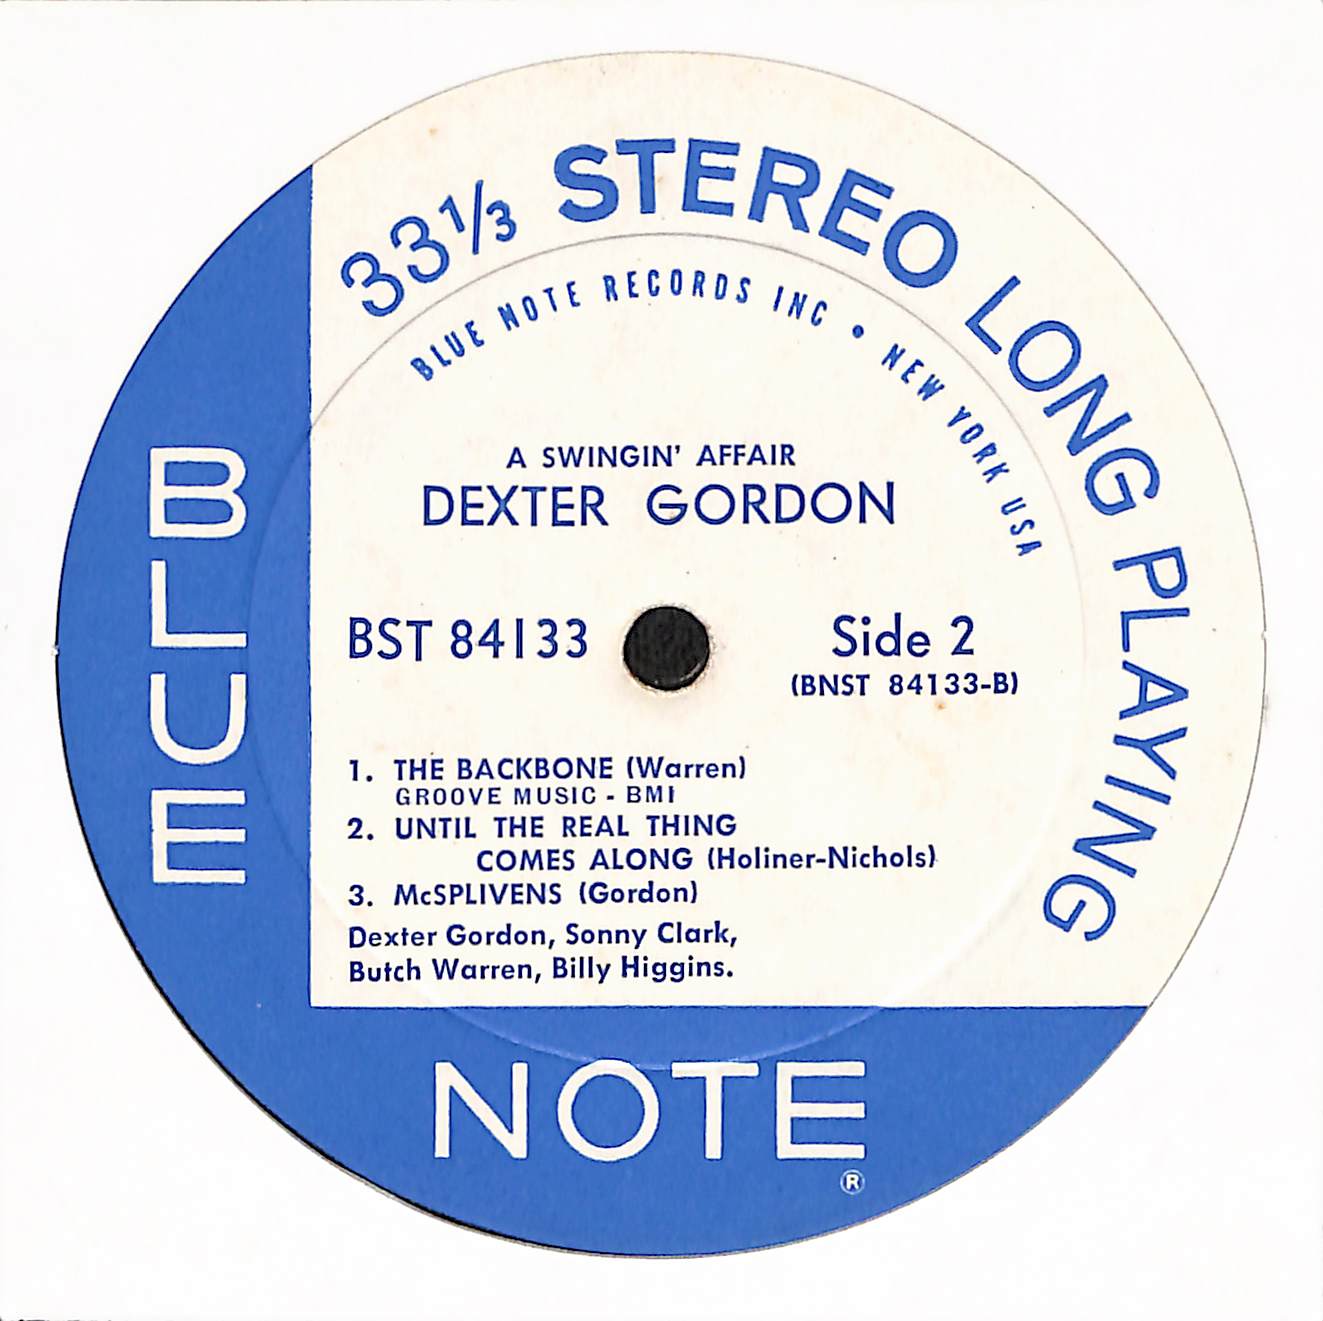 33⅓ STEREO LONG PLAYING
BLUE NOTE RECORDS INC • NEW YORK USA
A SWINGIN' AFFAIR
DEXTER GORDON
BST 84133
Side 2
(BNST 84133-B)
1. THE BACKBONE (Warren)
GROOVE MUSIC - BMI
2. UNTIL THE REAL THING
COMES ALONG (Holiner-Nichols)
3. McSPLIVENS (Gordon)
Dexter Gordon, Sonny Clark,
Butch Warren, Billy Higgins.
BLUE
NOTE
®